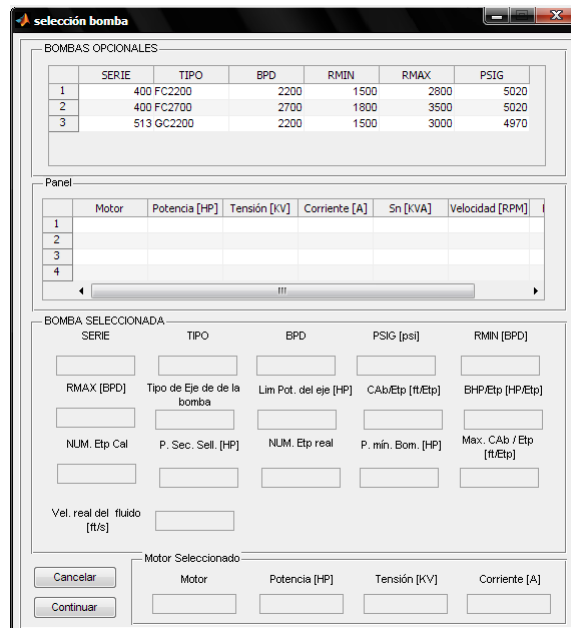 selección bomba
BOMBAS OPCIONALES
SERIE TIPO BPD RMIN RMAX PSIG
1 400 FC2200 2200 1500 2800 5020
2 400 FC2700 2700 1800 3500 5020
3 513 GC2200 2200 1500 3000 4970
Panel
Motor Potencia [HP] Tensión [KV] Corriente [A] Sn [KVA] Velocidad [RPM]
1
2
3
4
BOMBA SELECCIONADA
SERIE TIPO BPD PSIG [psi] RMIN [BPD]
RMAX [BPD] Tipo de Eje de de la bomba Lim Pot. del eje [HP] CAb/Etp [ft/Etp] BHP/Etp [HP/Etp]
NUM. Etp Cal P. Sec. Sell. [HP] NUM. Etp real P. mín. Bom. [HP] Max. CAb / Etp [ft/Etp]
Vel. real del fluido
[ft/s]
Motor Seleccionado
Cancelar Motor Potencia [HP] Tensión [KV] Corriente [A]
Continuar